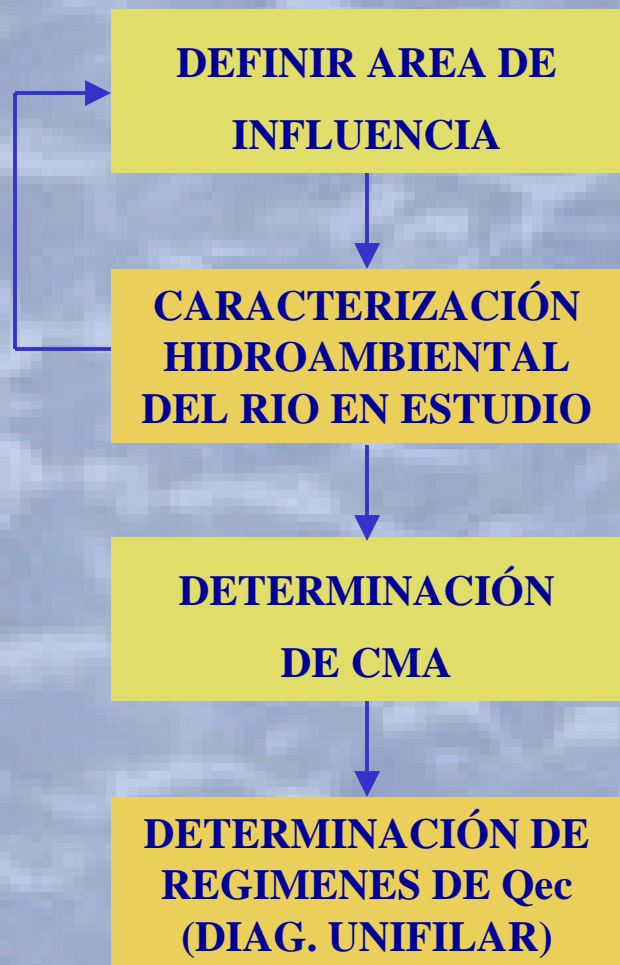 DEFINIR AREA DE
INFLUENCIA
CARACTERIZACIÓN
HIDROAMBIENTAL
DEL RIO EN ESTUDIO
DETERMINACIÓN
DE CMA
DETERMINACIÓN DE
REGIMENES DE Qec
(DIAG. UNIFILAR)